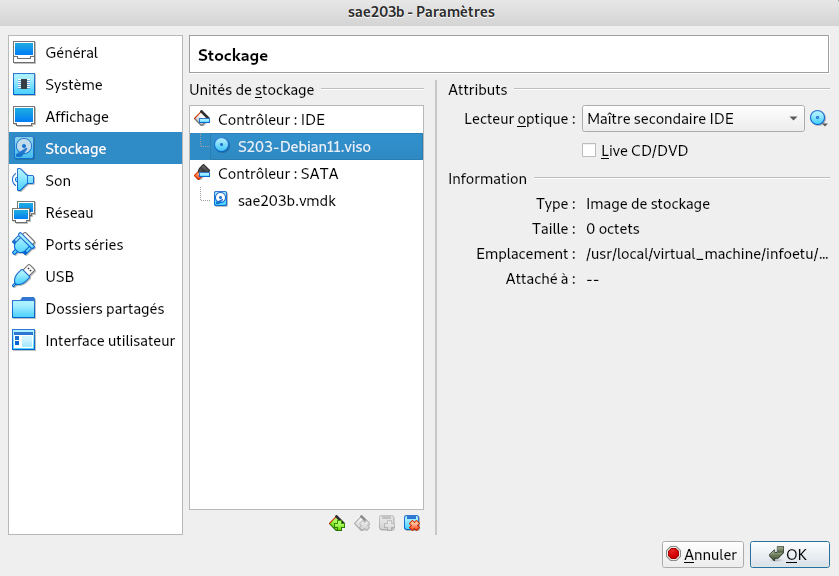 sae203b - Paramètres
Général
Système
Affichage
Stockage
Son
Réseau
Ports séries
USB
Dossiers partagés
Interface utilisateur
Stockage
Unités de stockage
Contrôleur : IDE
S203-Debian11.viso
Contrôleur : SATA
sae203b.vmdk
Attributs
Lecteur optique : Maître secondaire IDE
Live CD/DVD
Information
Type : Image de stockage
Taille : 0 octets
Emplacement : /usr/local/virtual_machine/infoetu/...
Attaché à : --
Annuler OK